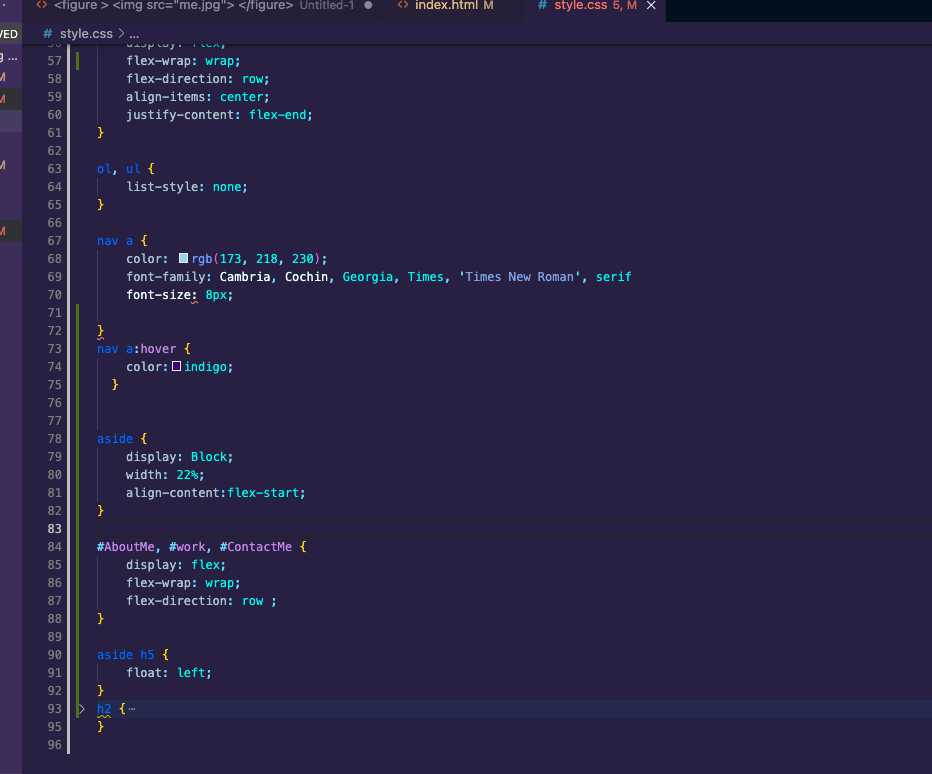 <figure > <img src="me.jpg"> </figure> Untitled-1 ● <> index.html M # style.css 5, M ×
VED # style.css > ...
g ...
56 display: flex;
57 flex-wrap: wrap;
58 flex-direction: row;
59 align-items: center;
60 justify-content: flex-end;
61 }
62
63 ol, ul {
64 list-style: none;
65 }
66
67 nav a {
68 color: rgb(173, 218, 230);
69 font-family: Cambria, Cochin, Georgia, Times, 'Times New Roman', serif
70 font-size: 8px;
71
72 }
73 nav a:hover {
74 color: indigo;
75 }
76
77
78 aside {
79 display: Block;
80 width: 22%;
81 align-content:flex-start;
82 }
83
84 #AboutMe, #work, #ContactMe {
85 display: flex;
86 flex-wrap: wrap;
87 flex-direction: row ;
88 }
89
90 aside h5 {
91 float: left;
92 }
93 h2 {⋯
95 }
96